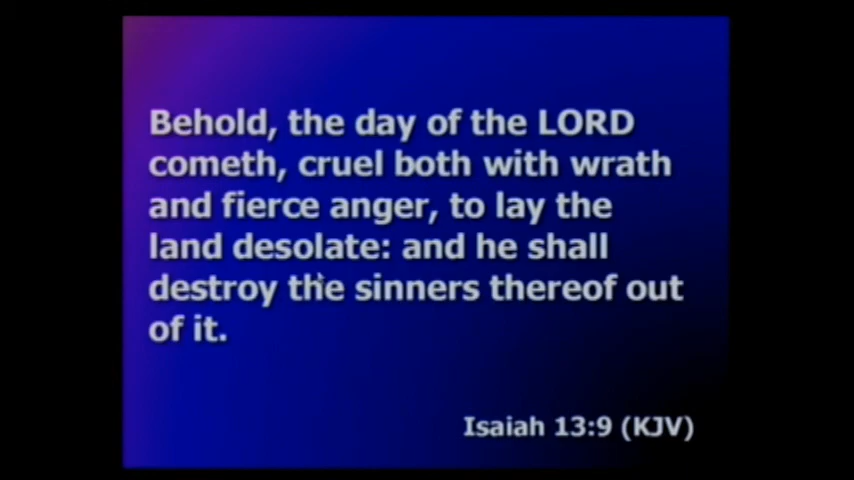 Behold, the day of the LORD
cometh, cruel both with wrath
and fierce anger, to lay the
land desolate: and he shall
destroy the sinners thereof out
of it.
Isaiah 13:9 (KJV)